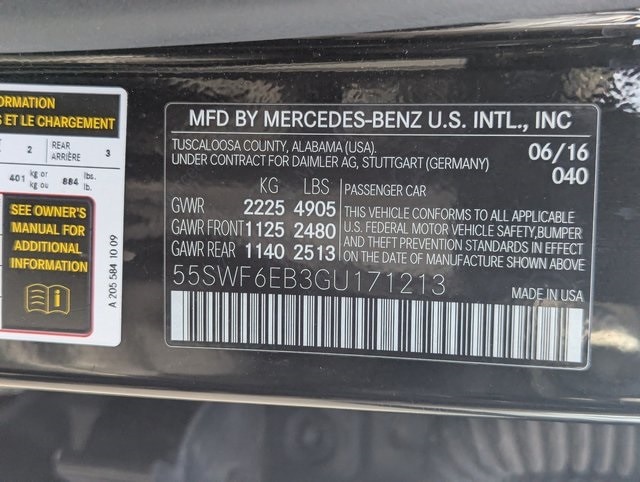 ORMATION
ET LE CHARGEMENT
2 REAR ARRIÈRE 3
401 kg or kg ou 884 lbs. lb.
SEE OWNER'S
MANUAL FOR
ADDITIONAL
INFORMATION
A 205 584 10 09
MFD BY MERCEDES-BENZ U.S. INTL., INC
TUSCALOOSA COUNTY, ALABAMA (USA).
UNDER CONTRACT FOR DAIMLER AG, STUTTGART (GERMANY)
06/16
040
KG LBS
GVWR 2225 4905
GAWR FRONT 1125 2480
GAWR REAR 1140 2513
PASSENGER CAR
THIS VEHICLE CONFORMS TO ALL APPLICABLE
U.S. FEDERAL MOTOR VEHICLE SAFETY,BUMPER
AND THEFT PREVENTION STANDARDS IN EFFECT
ON THE DATE OF MANUFACTURE SHOWN ABOVE.
55SWF6EB3GU171213
MADE IN USA